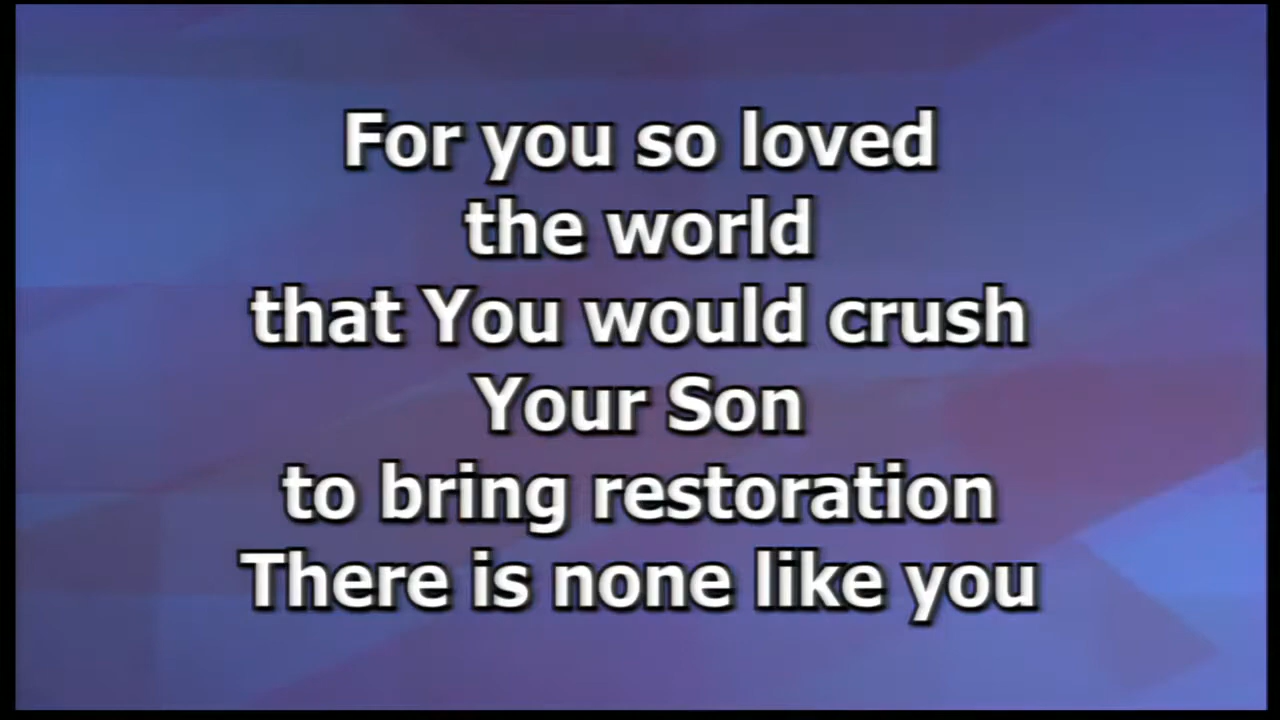 For you so loved
the world
that You would crush
Your Son
to bring restoration
There is none like you